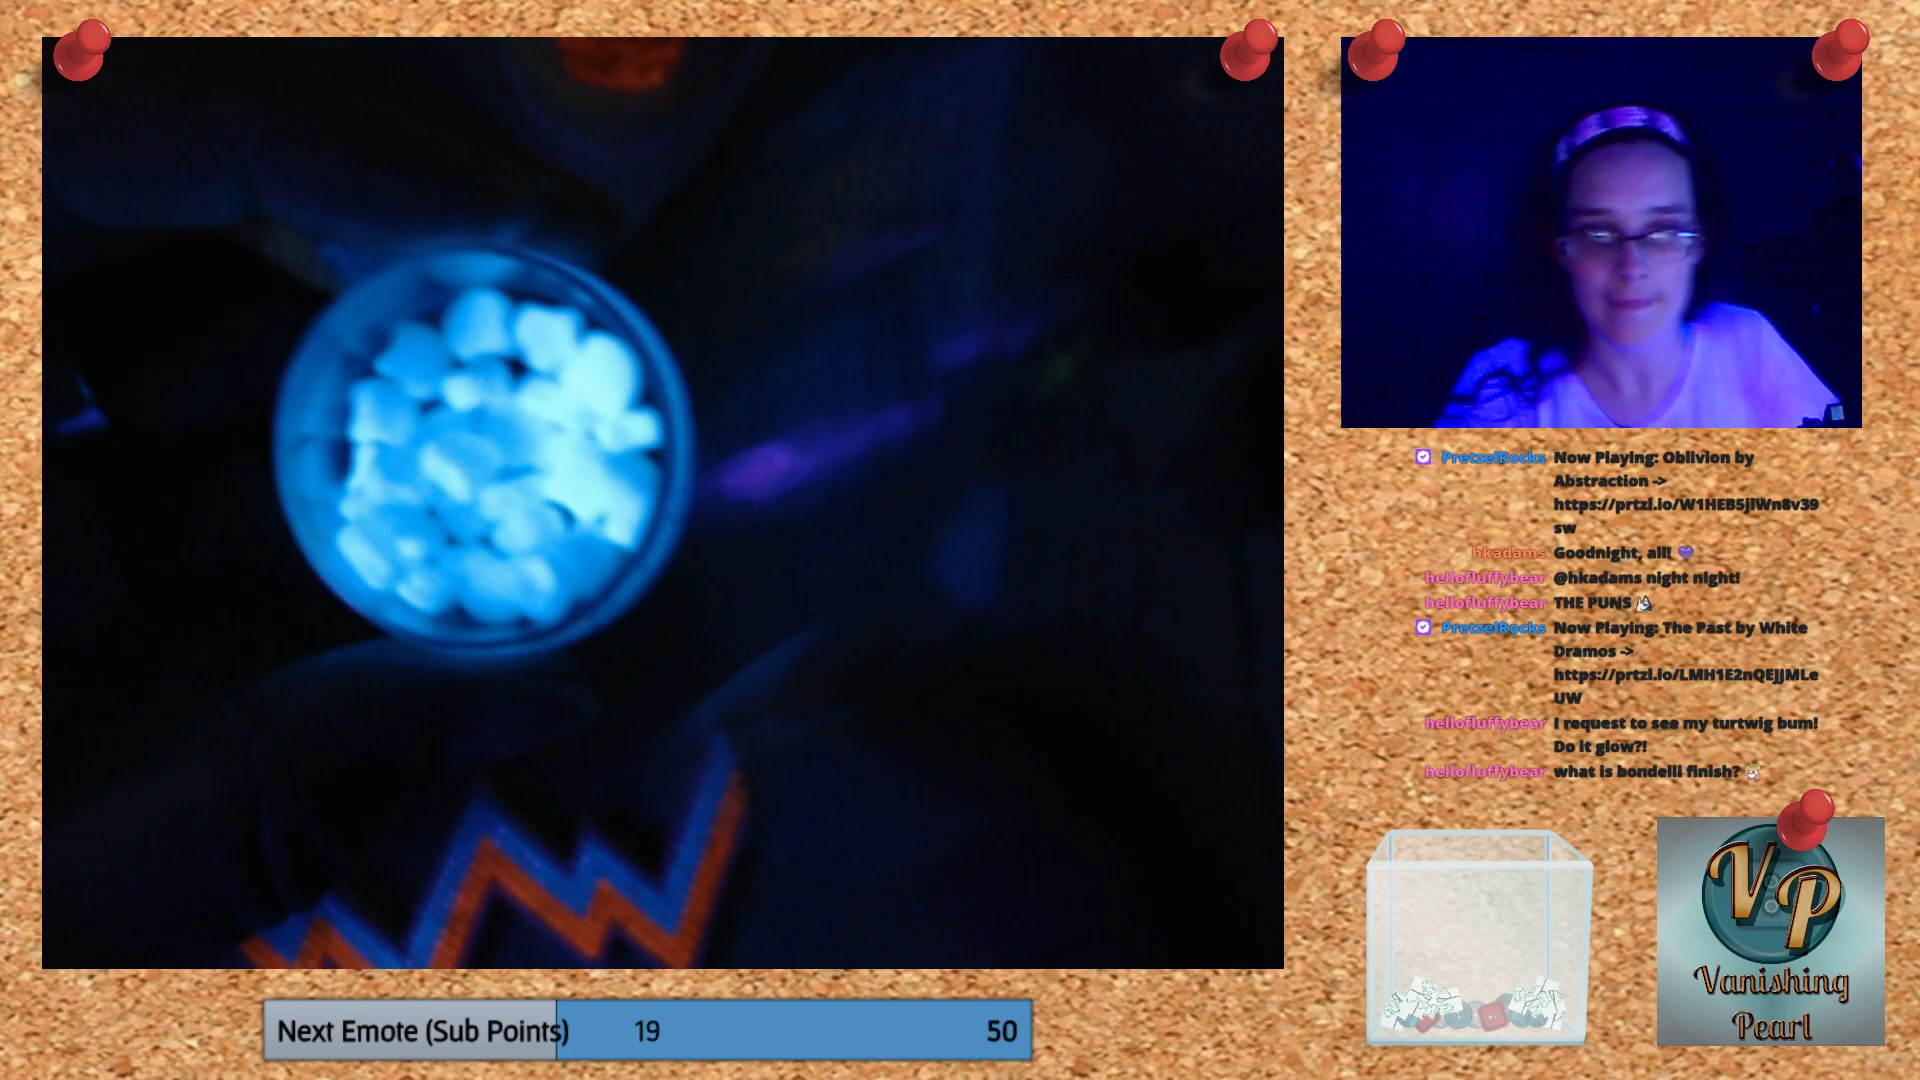 PretzelRocks Now Playing: Oblivion by
Abstraction ->
https://prtzl.io/W1HEB5jiWn8v39
sw
hkadams Goodnight, all! 💜
hellofluffybear @hkadams night night!
hellofluffybear THE PUNS
PretzelRocks Now Playing: The Past by White
Dramos ->
https://prtzl.io/LMH1E2nQEJJMLe
UW
hellofluffybear I request to see my turtwig bum!
Do it glow?!
hellofluffybear what is bondelli finish?
VP
Vanishing
Pearl
Next Emote (Sub Points) 19 50